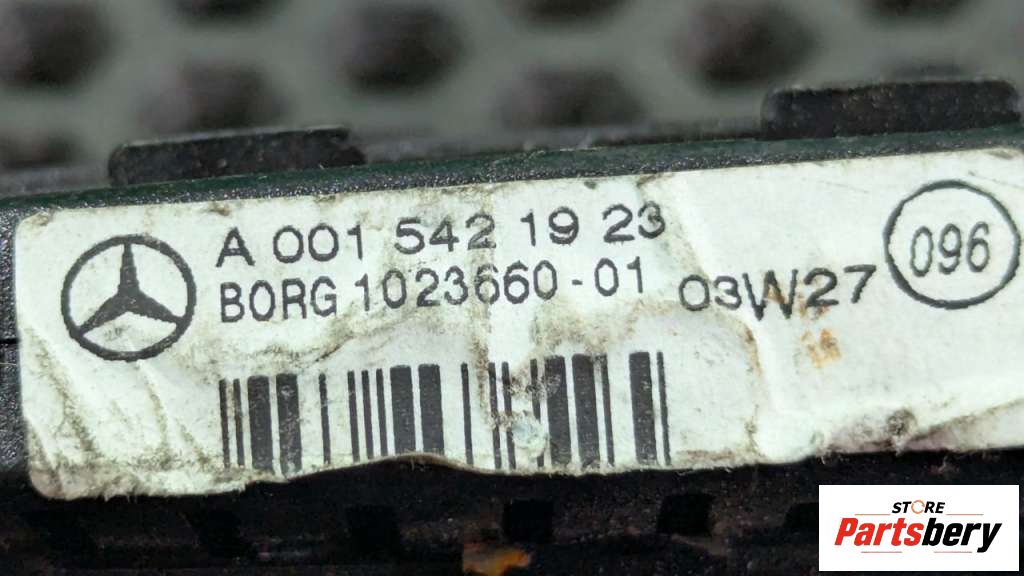 A 001 542 19 23
BORG 1023660-01 03W27
096
STORE
Partsbery